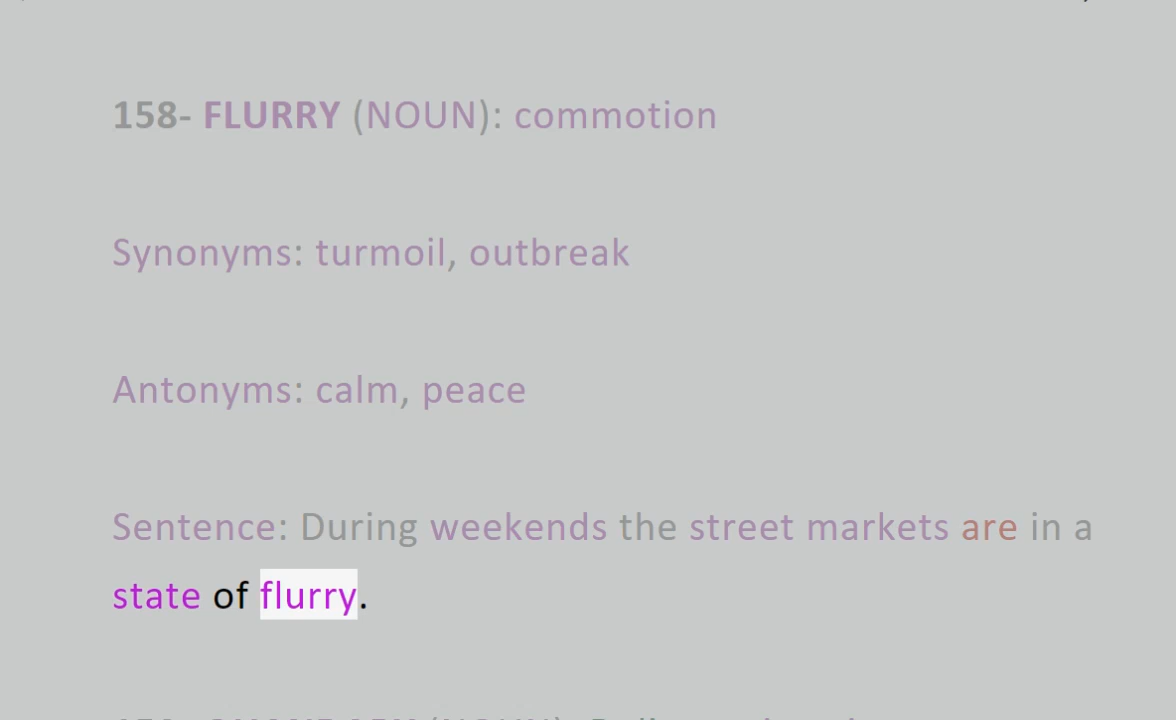 158- FLURRY (NOUN): commotion
Synonyms: turmoil, outbreak
Antonyms: calm, peace
Sentence: During weekends the street markets are in a
state of flurry.